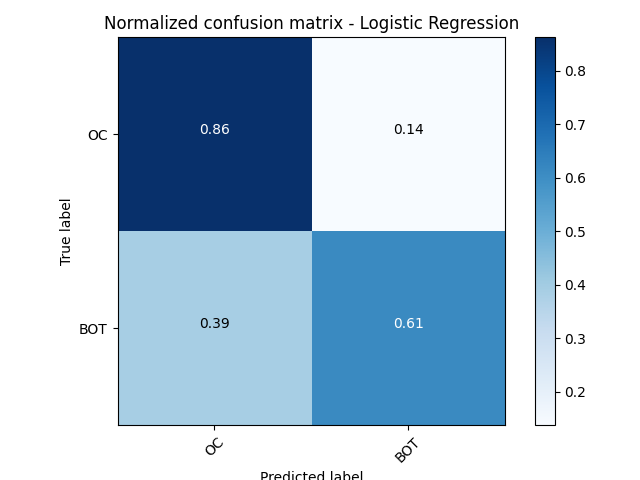 Normalized confusion matrix - Logistic Regression
True label
OC
BOT
0.86
0.14
0.39
0.61
OC
BOT
Predicted label
0.8
0.7
0.6
0.5
0.4
0.3
0.2